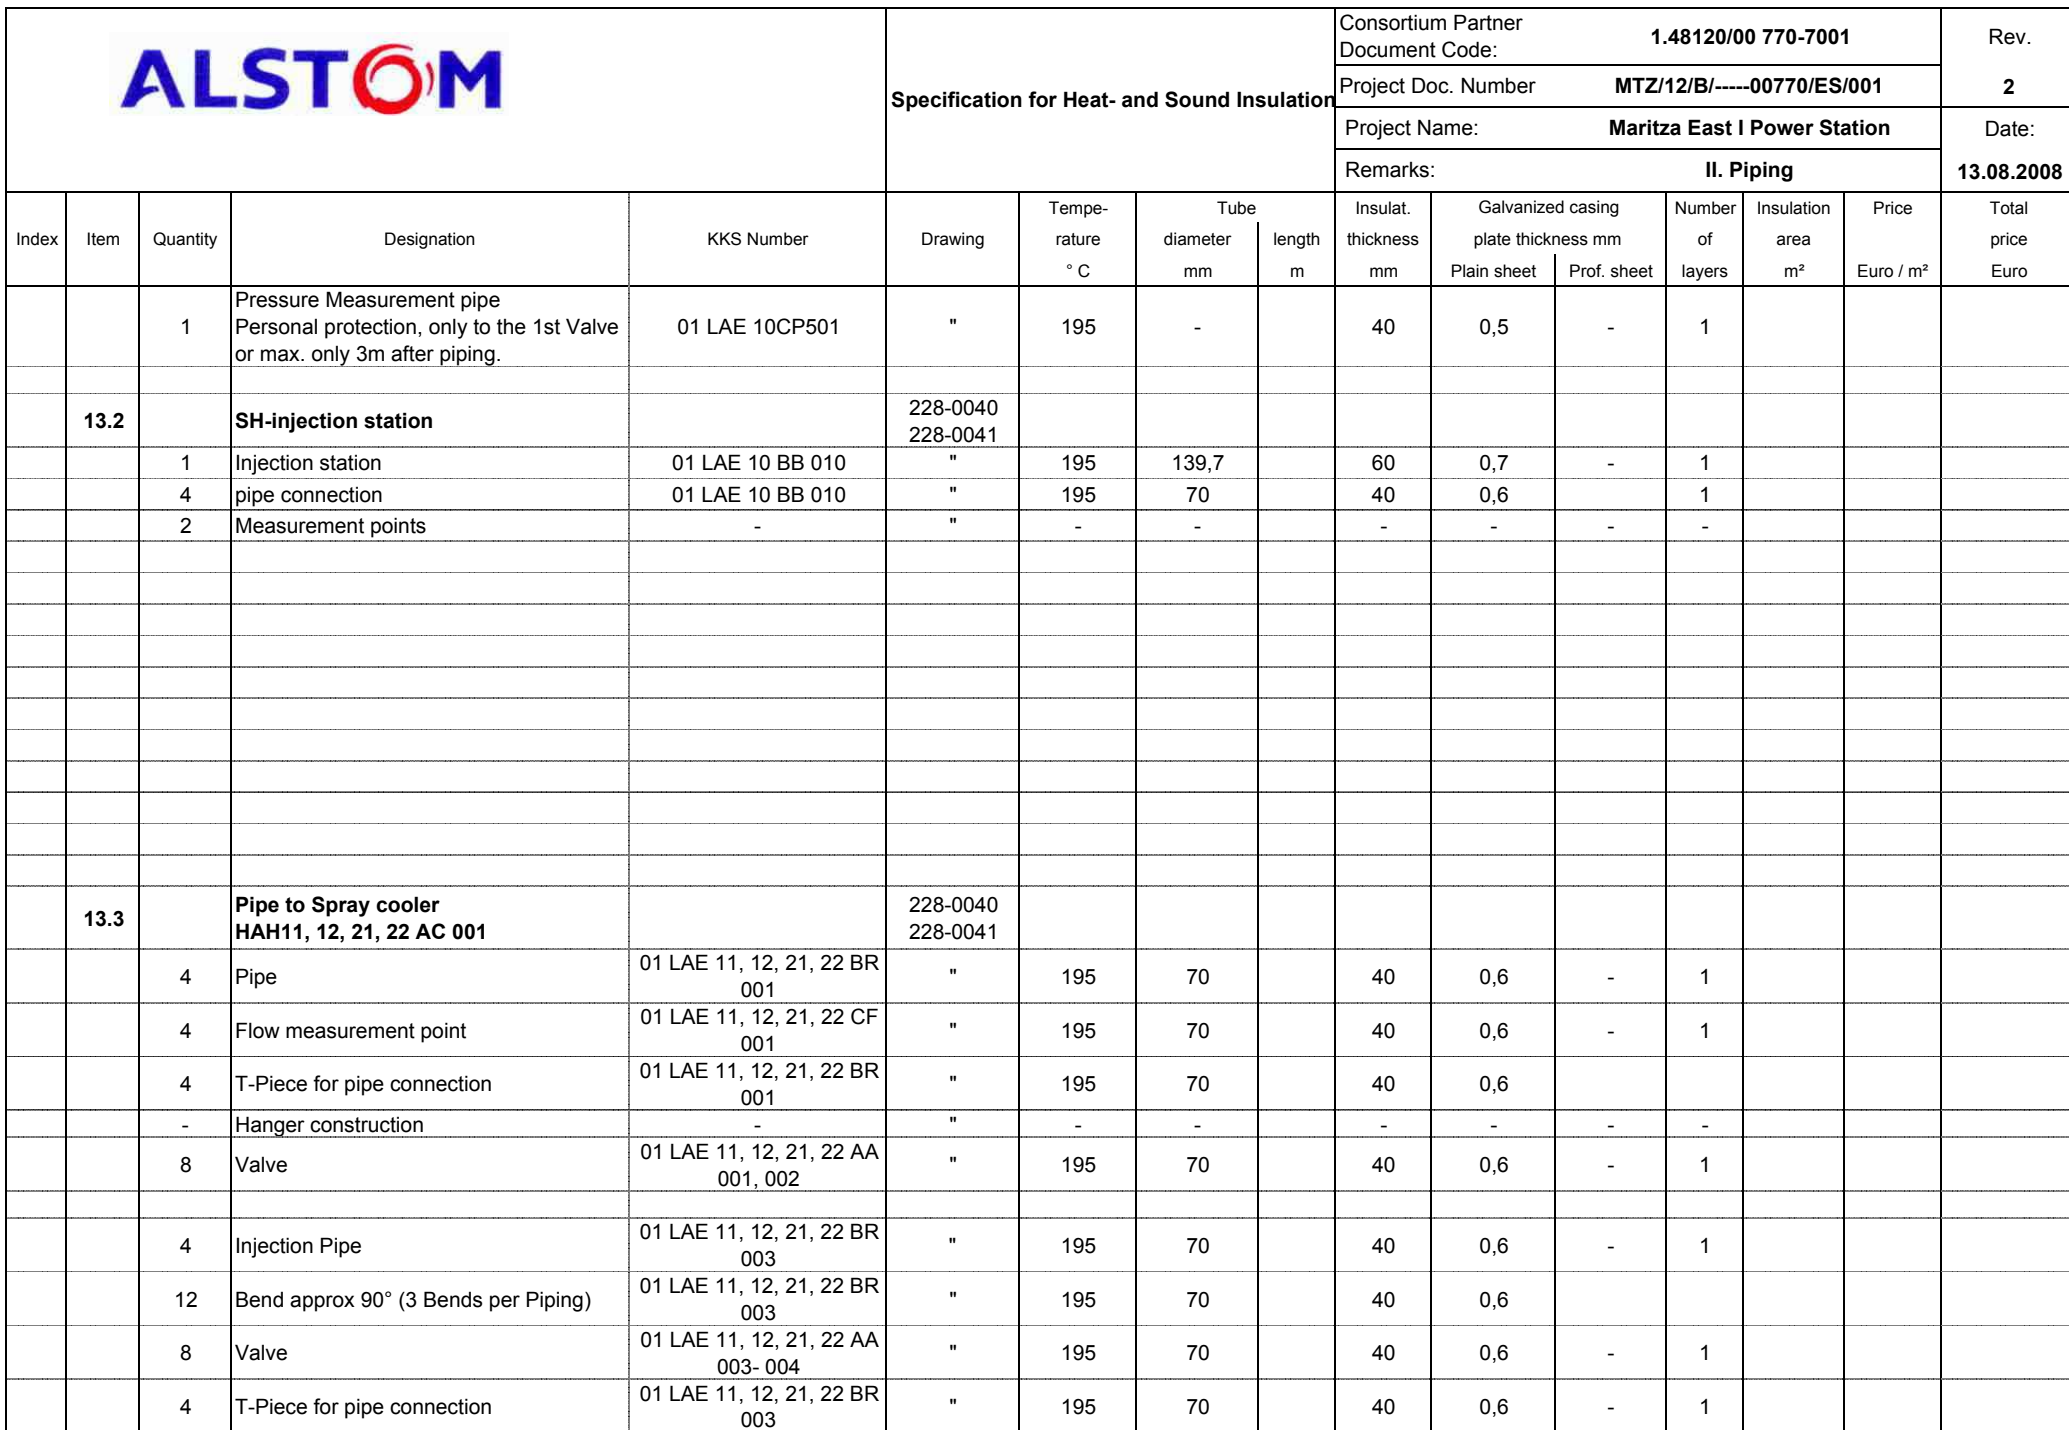 ALSTOM
Specification for Heat- and Sound Insulation
Consortium Partner
Document Code:
1.48120/00 770-7001
Rev.
Project Doc. Number
MTZ/12/B/-----00770/ES/001
2
Project Name:
Maritza East I Power Station
Date:
Remarks:
II. Piping
13.08.2008
Tempe- Tube Insulat. Galvanized casing Number Insulation Price Total
Index Item Quantity Designation KKS Number Drawing rature diameter length thickness plate thickness mm of area price
° C mm m mm Plain sheet Prof. sheet layers m² Euro / m² Euro
Pressure Measurement pipe
1 Personal protection, only to the 1st Valve 01 LAE 10CP501 " 195 - 40 0,5 - 1
or max. only 3m after piping.
13.2 SH-injection station 228-0040
228-0041
1 Injection station 01 LAE 10 BB 010 " 195 139,7 60 0,7 - 1
4 pipe connection 01 LAE 10 BB 010 " 195 70 40 0,6 1
2 Measurement points - " - - - - - -
13.3 Pipe to Spray cooler 228-0040
HAH11, 12, 21, 22 AC 001 228-0041
4 Pipe 01 LAE 11, 12, 21, 22 BR " 195 70 40 0,6 - 1
001
4 Flow measurement point 01 LAE 11, 12, 21, 22 CF " 195 70 40 0,6 - 1
001
4 T-Piece for pipe connection 01 LAE 11, 12, 21, 22 BR " 195 70 40 0,6
001
- Hanger construction - " - - - - - -
8 Valve 01 LAE 11, 12, 21, 22 AA " 195 70 40 0,6 - 1
001, 002
4 Injection Pipe 01 LAE 11, 12, 21, 22 BR " 195 70 40 0,6 - 1
003
12 Bend approx 90° (3 Bends per Piping) 01 LAE 11, 12, 21, 22 BR " 195 70 40 0,6
003
8 Valve 01 LAE 11, 12, 21, 22 AA " 195 70 40 0,6 - 1
003- 004
4 T-Piece for pipe connection 01 LAE 11, 12, 21, 22 BR " 195 70 40 0,6 - 1
003